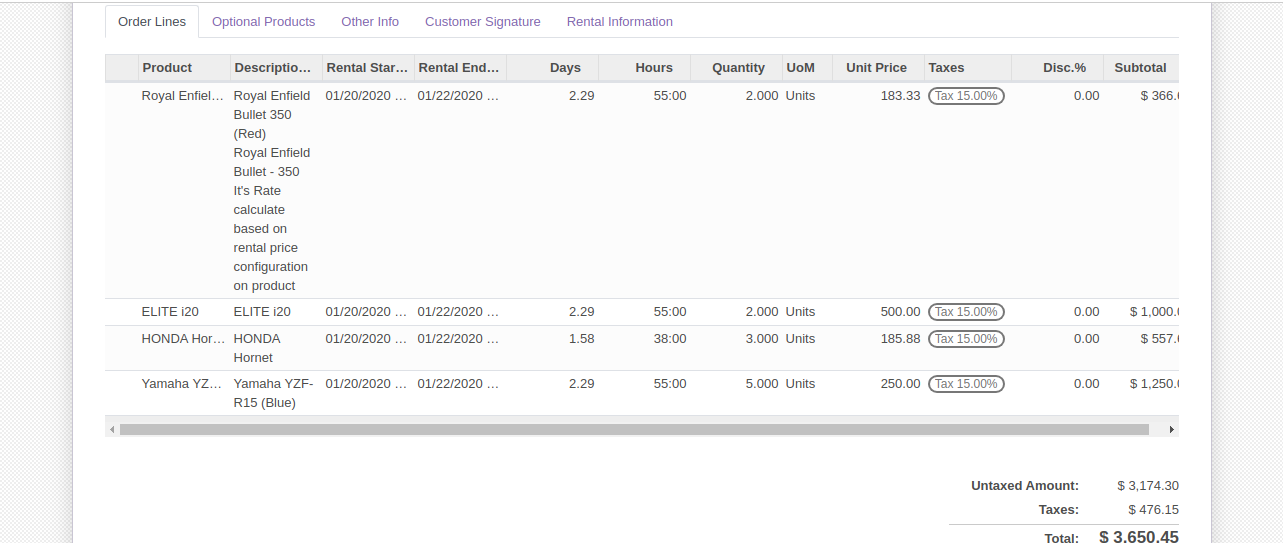 Order Lines Optional Products Other Info Customer Signature Rental Information
Product Descriptio... Rental Star... Rental End... Days Hours Quantity UoM Unit Price Taxes Disc.% Subtotal
Royal Enfiel... Royal Enfield 01/20/2020 ... 01/22/2020 ... 2.29 55:00 2.000 Units 183.33 Tax 15.00% 0.00 $ 366.6
Bullet 350
(Red)
Royal Enfield
Bullet - 350
It's Rate
calculate
based on
rental price
configuration
on product
ELITE i20 ELITE i20 01/20/2020 ... 01/22/2020 ... 2.29 55:00 2.000 Units 500.00 Tax 15.00% 0.00 $ 1,000.0
HONDA Hor... HONDA 01/20/2020 ... 01/22/2020 ... 1.58 38:00 3.000 Units 185.88 Tax 15.00% 0.00 $ 557.6
Hornet
Yamaha YZ... Yamaha YZF- 01/20/2020 ... 01/22/2020 ... 2.29 55:00 5.000 Units 250.00 Tax 15.00% 0.00 $ 1,250.0
R15 (Blue)
Untaxed Amount: $ 3,174.30
Taxes: $ 476.15
Total: $ 3,650.45